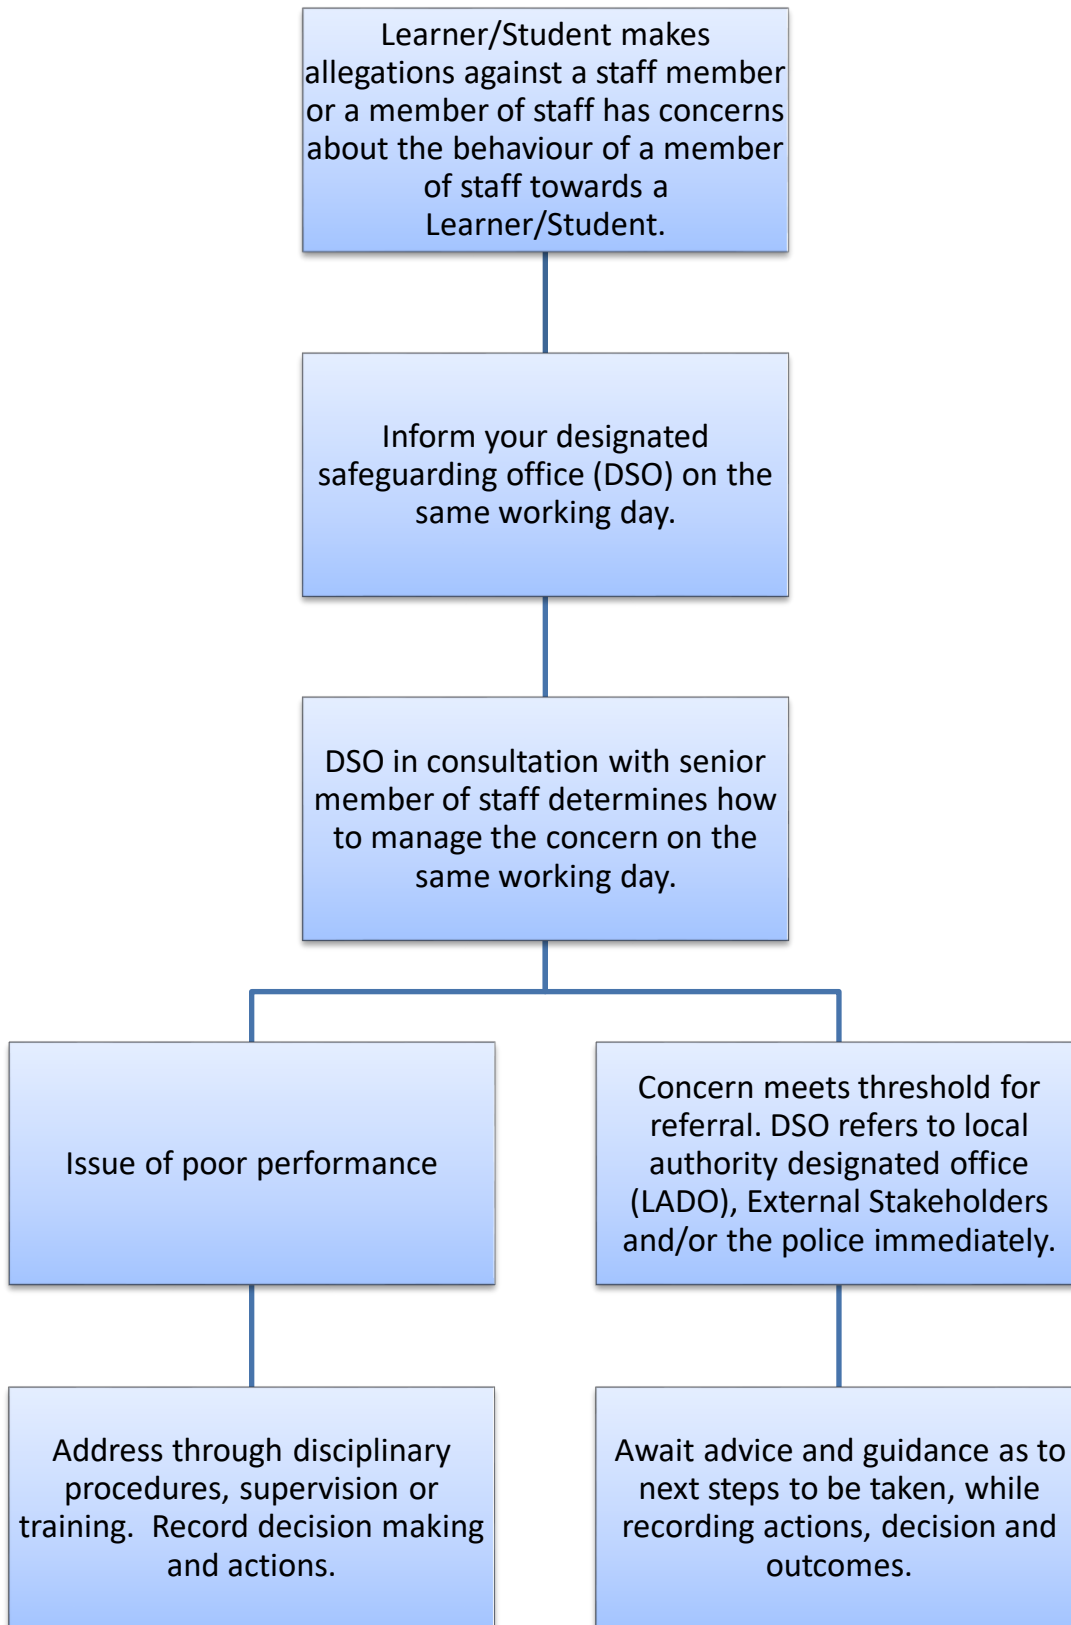 Learner/Student makes
allegations against a staff member
or a member of staff has concerns
about the behaviour of a member
of staff towards a
Learner/Student.
Inform your designated
safeguarding office (DSO) on the
same working day.
DSO in consultation with senior
member of staff determines how
to manage the concern on the
same working day.
Issue of poor performance
Concern meets threshold for
referral. DSO refers to local
authority designated office
(LADO), External Stakeholders
and/or the police immediately.
Address through disciplinary
procedures, supervision or
training.  Record decision making
and actions.
Await advice and guidance as to
next steps to be taken, while
recording actions, decision and
outcomes.